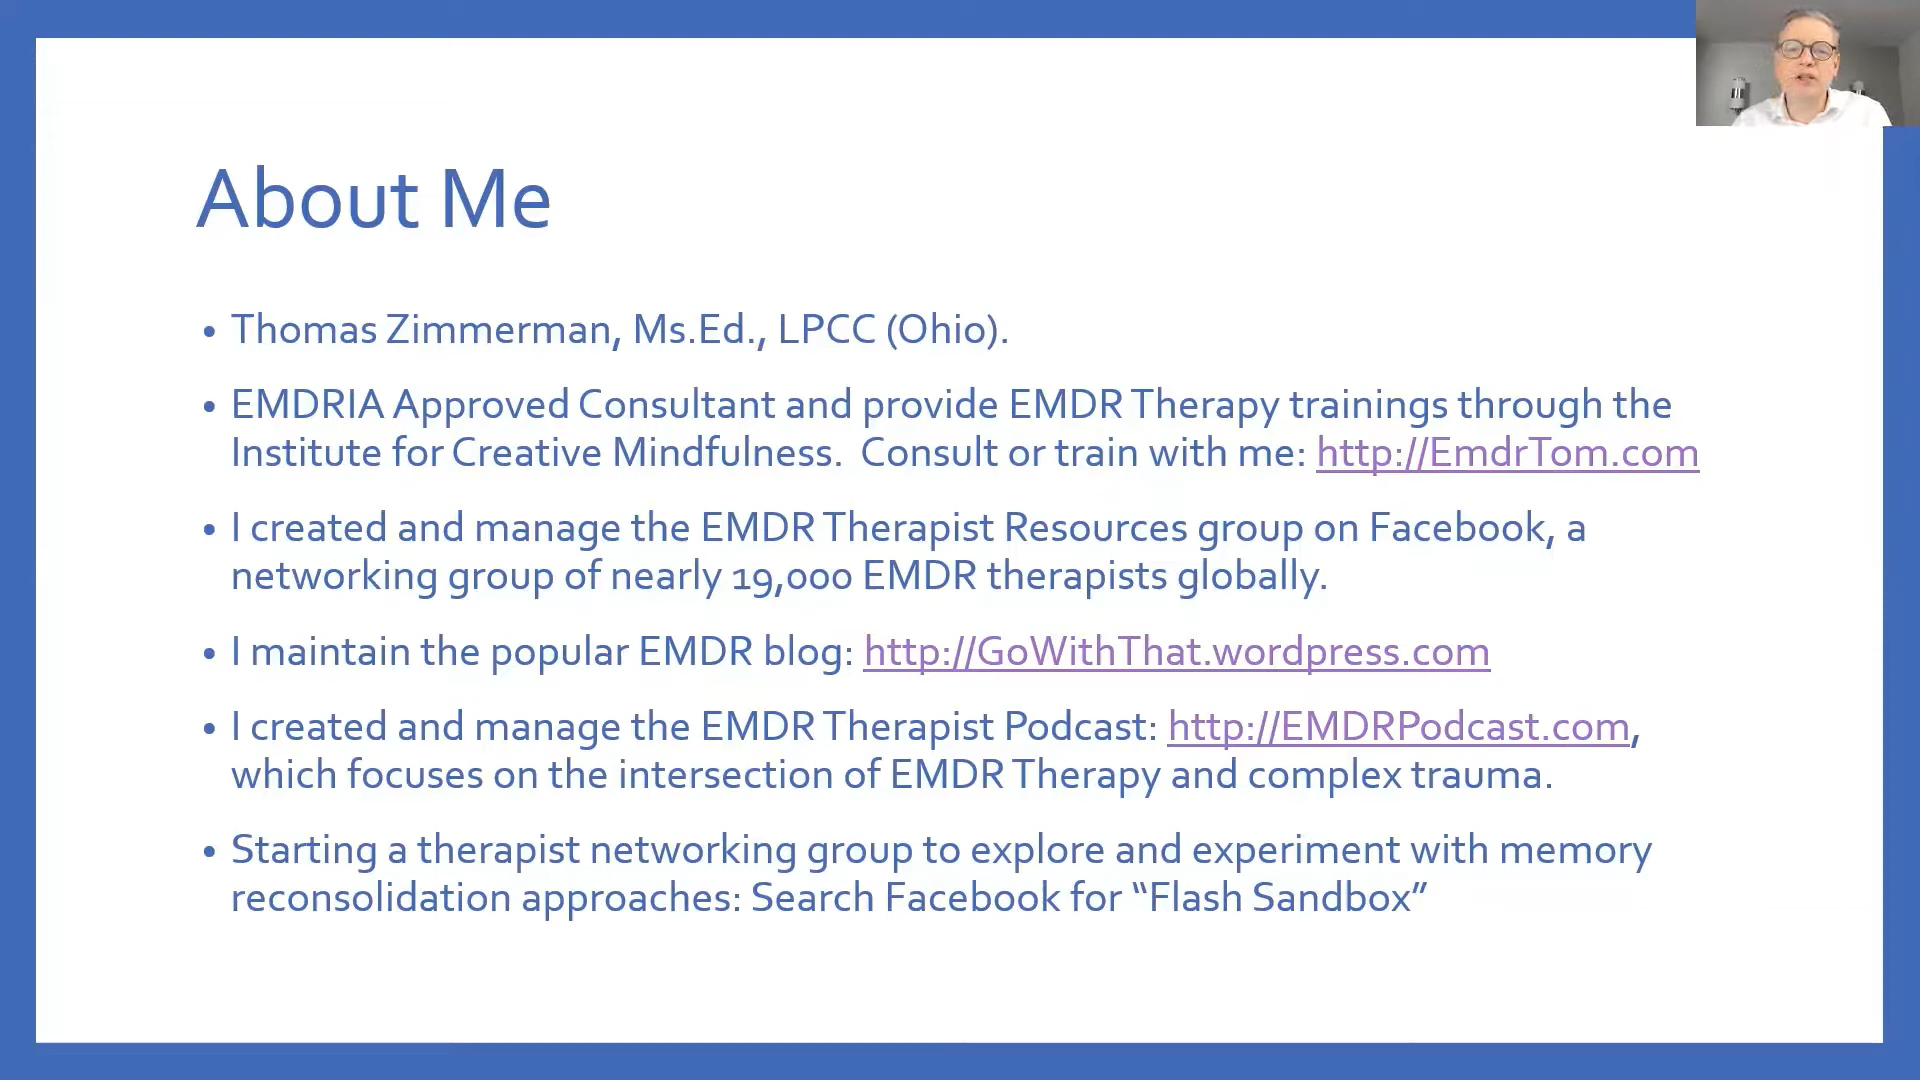 About Me
• Thomas Zimmerman, Ms.Ed., LPCC (Ohio).
• EMDRIA Approved Consultant and provide EMDR Therapy trainings through the
Institute for Creative Mindfulness.  Consult or train with me: http://EmdrTom.com
• I created and manage the EMDR Therapist Resources group on Facebook, a
networking group of nearly 19,000 EMDR therapists globally.
• I maintain the popular EMDR blog: http://GoWithThat.wordpress.com
• I created and manage the EMDR Therapist Podcast: http://EMDRPodcast.com,
which focuses on the intersection of EMDR Therapy and complex trauma.
• Starting a therapist networking group to explore and experiment with memory
reconsolidation approaches: Search Facebook for “Flash Sandbox”